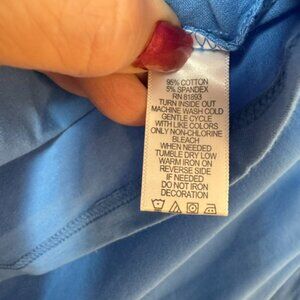 95% COTTON
5% SPANDEX
RN 81893
TURN INSIDE OUT
MACHINE WASH COLD
GENTLE CYCLE
WITH LIKE COLORS
ONLY NON-CHLORINE
BLEACH
WHEN NEEDED
TUMBLE DRY LOW
WARM IRON ON
REVERSE SIDE
IF NEEDED
DO NOT IRON
DECORATION